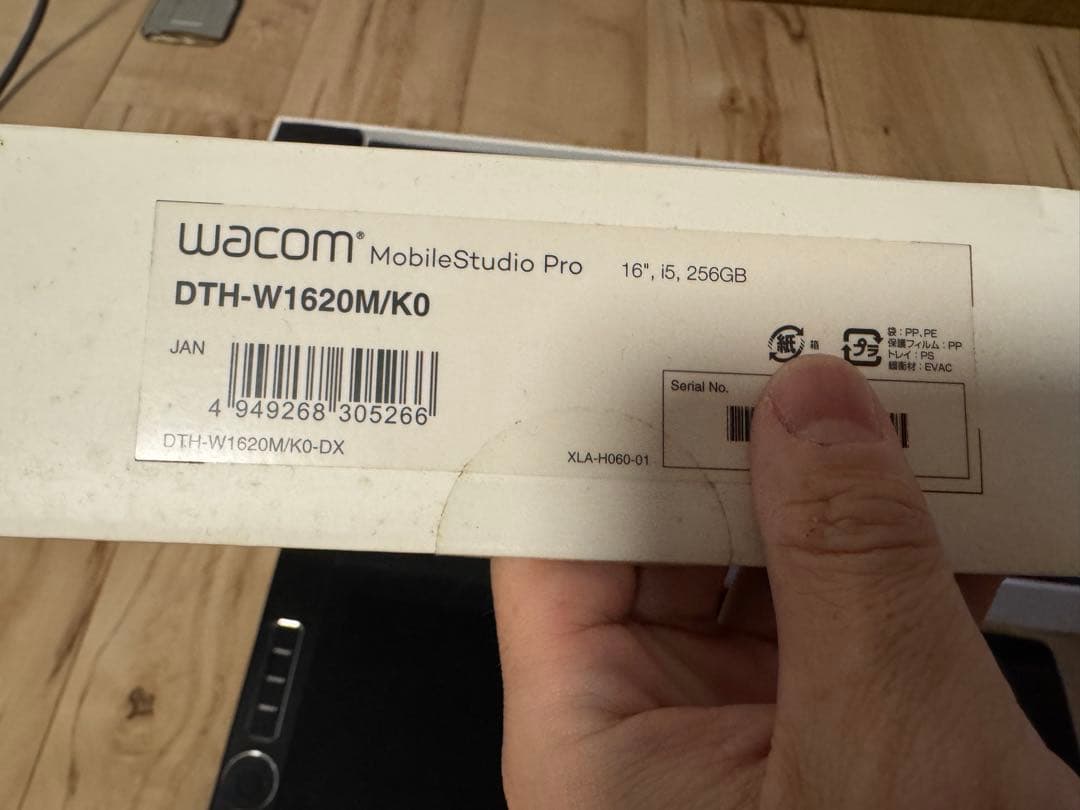 wacom® MobileStudio Pro 16", i5, 256GB
DTH-W1620M/K0
JAN
4 949268 305266
DTH-W1620M/K0-DX
XLA-H060-01
紙 箱
プラ
袋：PP、PE
保護フィルム：PP
トレイ：PS
緩衝材：EVAC
Serial No.